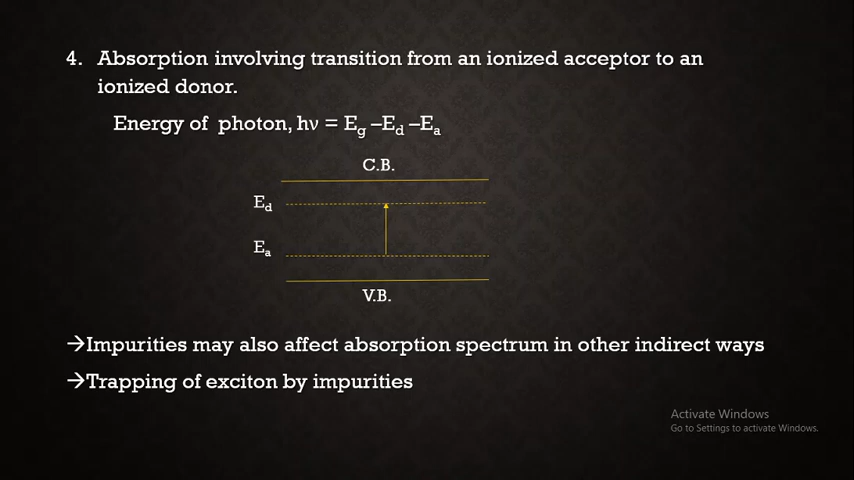 4. Absorption involving transition from an ionized acceptor to an
ionized donor.
Energy of photon, hν = Eg –Ed –Ea
C.B.
Ed
Ea
V.B.
→Impurities may also affect absorption spectrum in other indirect ways
→Trapping of exciton by impurities
Activate Windows
Go to Settings to activate Windows.